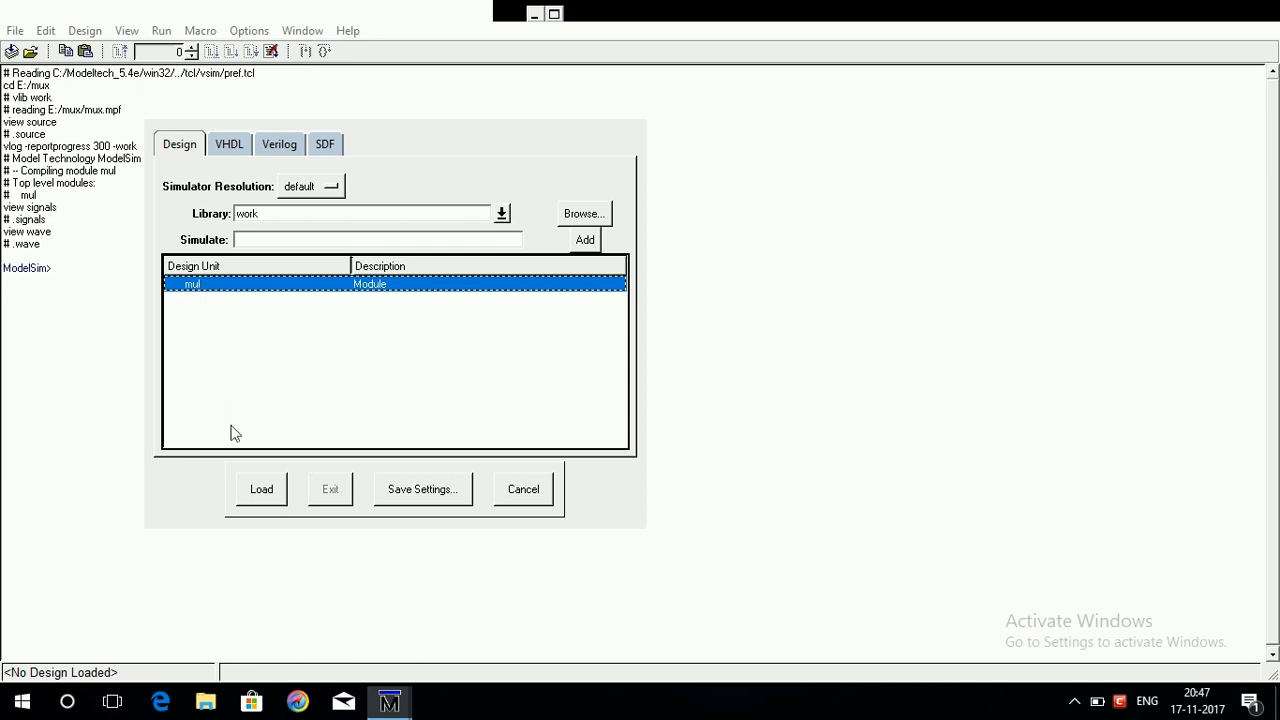 File Edit Design View Run Macro Options Window Help
0
# Reading C:/Modeltech_5.4e/win32/../tcl/vsim/pref.tcl
cd E:/mux
# vlib work
# reading E:/mux/mux.mpf
view source
# .source
vlog -reportprogress 300 -work
# Model Technology ModelSim
# -- Compiling module mul
# Top level modules:
# mul
view signals
# .signals
view wave
# .wave
ModelSim>
Design VHDL Verilog SDF
Simulator Resolution: default
Library: work Browse...
Simulate: Add
Design Unit Description
mul Module
Load Exit Save Settings... Cancel
Activate Windows
Go to Settings to activate Windows.
<No Design Loaded>
ENG 20:47
17-11-2017
1